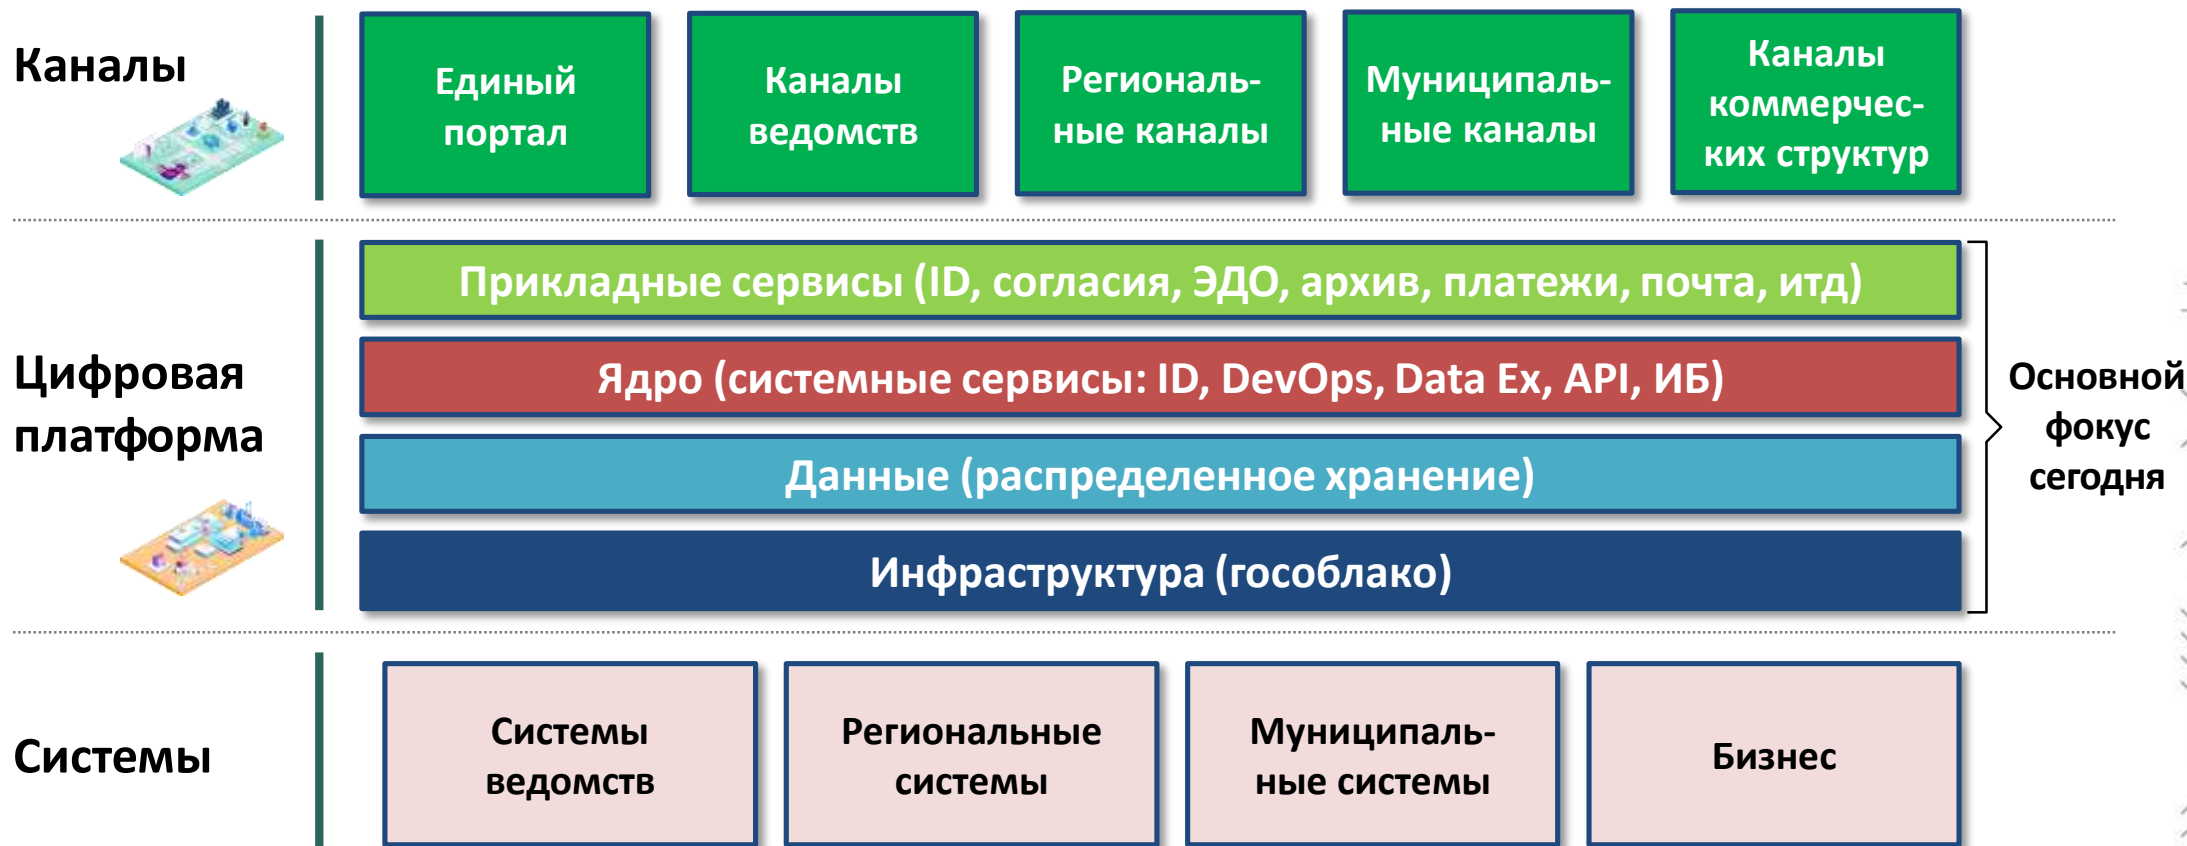 Каналы
Единый
портал
Каналы
ведомств
Региональ-
ные каналы
Муниципаль-
ные каналы
Каналы
коммерчес-
ких структур
Цифровая
платформа
Прикладные сервисы (ID, согласия, ЭДО, архив, платежи, почта, итд)
Ядро (системные сервисы: ID, DevOps, Data Ex, API, ИБ)
Данные (распределенное хранение)
Инфраструктура (гособлако)
Основной
фокус
сегодня
Системы
Системы
ведомств
Региональные
системы
Муниципаль-
ные системы
Бизнес